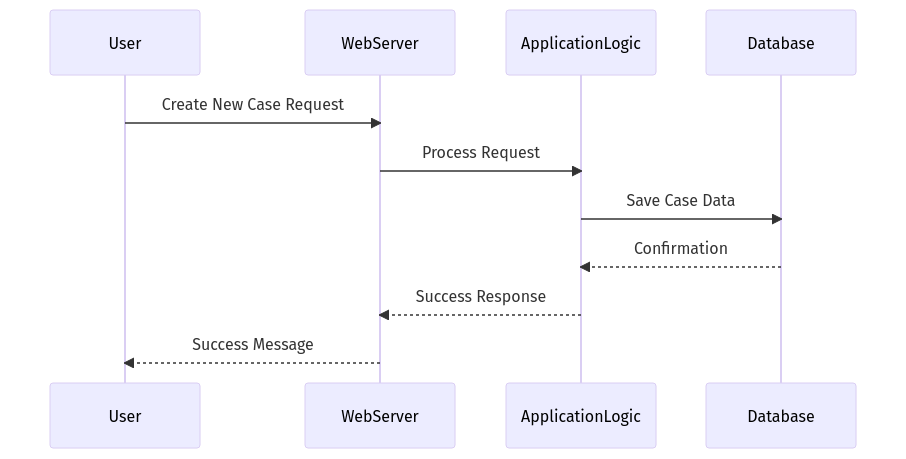 User
WebServer
ApplicationLogic
Database
Create New Case Request
Process Request
Save Case Data
Confirmation
Success Response
Success Message
User
WebServer
ApplicationLogic
Database